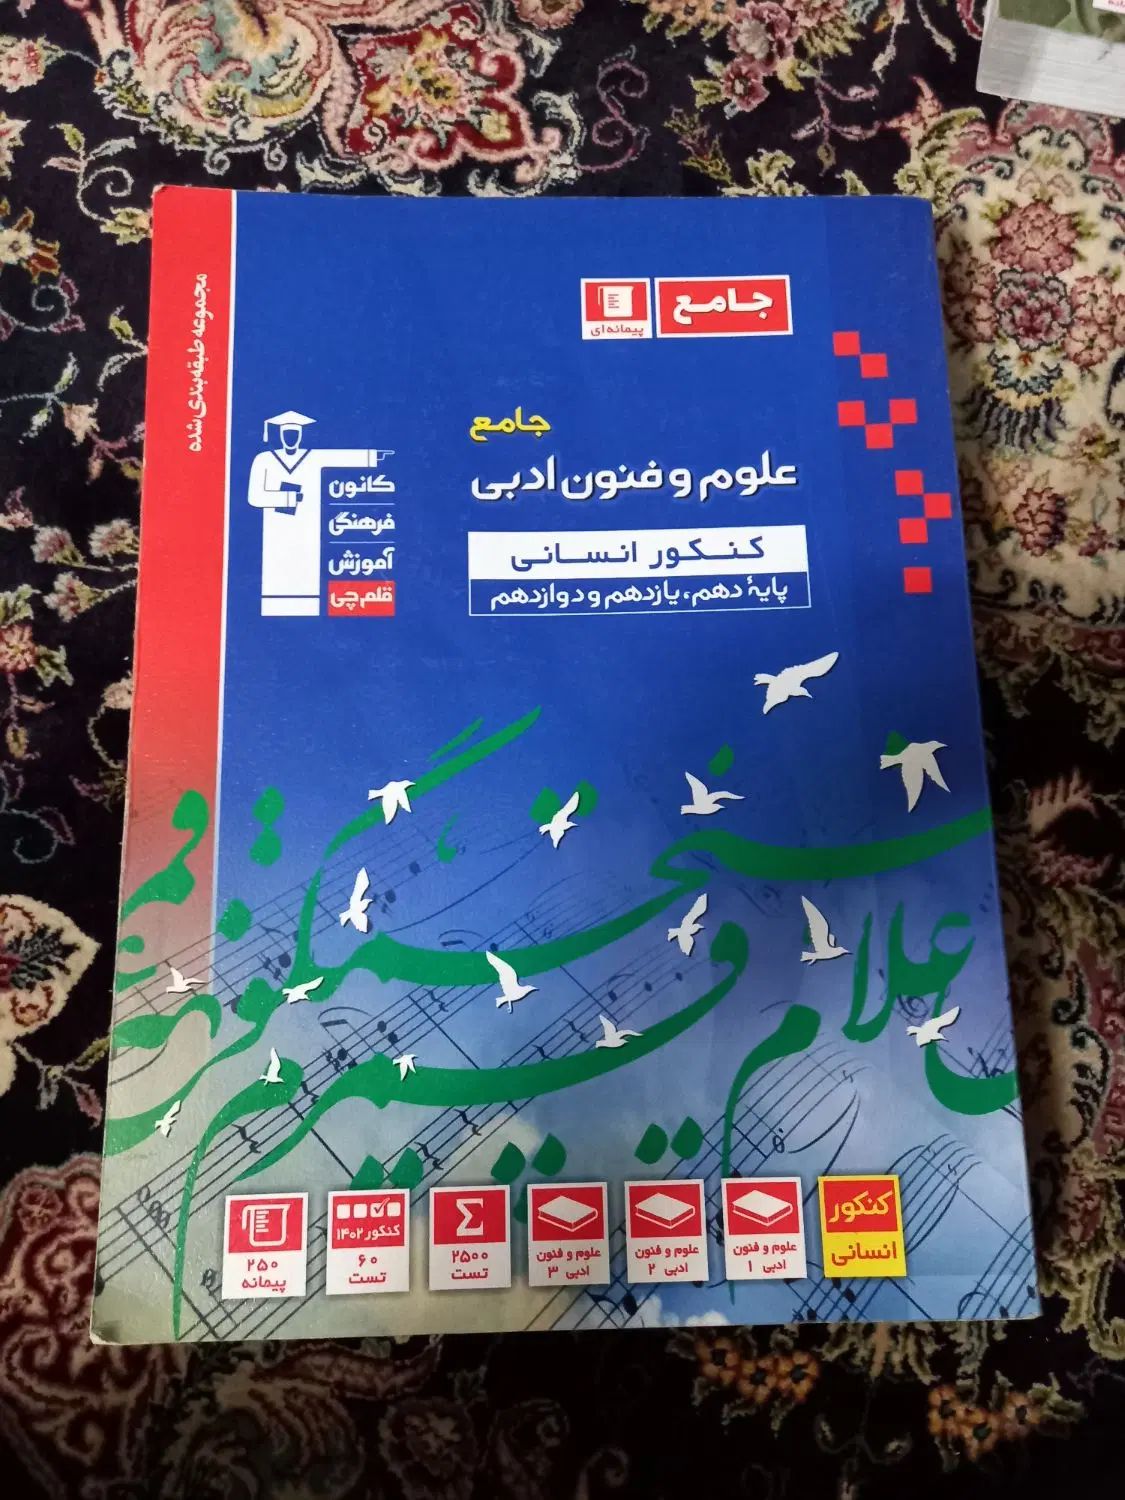 جامع
پیمانه‌ای
جامع
علوم و فنون ادبی
کنکور انسانی
پایهٔ دهم، یازدهم و دوازدهم
کانون
فرهنگی
آموزش
قلم‌چی
مجموعه طبقه‌بندی شده
کنکور
انسانی
علوم و فنون
ادبی ۱
علوم و فنون
ادبی ۲
علوم و فنون
ادبی ۳
۲۵۰۰
تست
کنکور ۱۴۰۲
۶۰
تست
۲۵۰
پیمانه